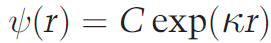 ψ(r) = C exp(κr)